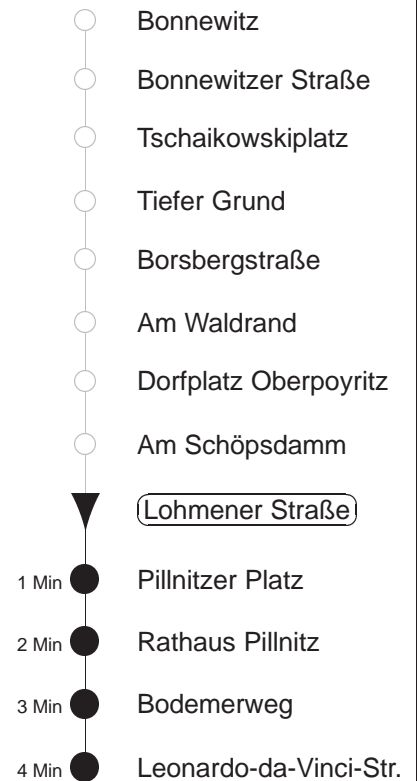 Bonnewitz
Bonnewitzer Straße
Tschaikowskiplatz
Tiefer Grund
Borsbergstraße
Am Waldrand
Dorfplatz Oberpoyritz
Am Schöpsdamm
Lohmener Straße
1 Min Pillnitzer Platz
2 Min Rathaus Pillnitz
3 Min Bodemerweg
4 Min Leonardo-da-Vinci-Str.